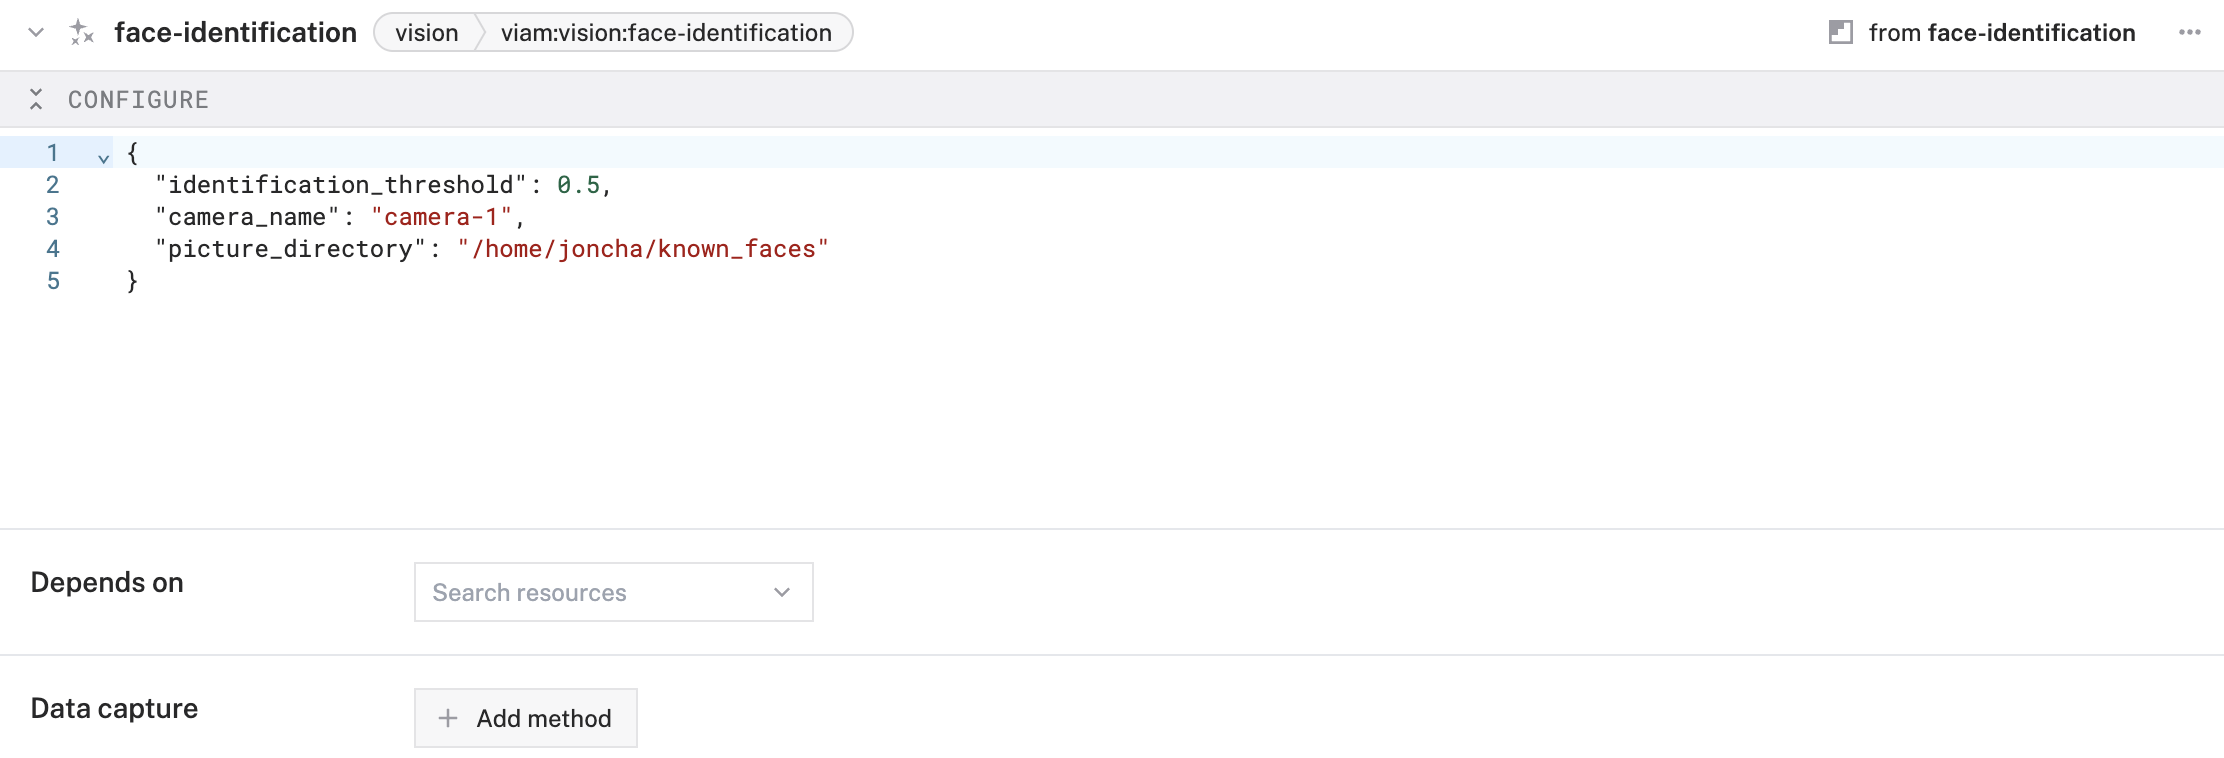 face-identification vision viam:vision:face-identification from face-identification
CONFIGURE
1 {
2 "identification_threshold": 0.5,
3 "camera_name": "camera-1",
4 "picture_directory": "/home/joncha/known_faces"
5 }
Depends on Search resources
Data capture + Add method